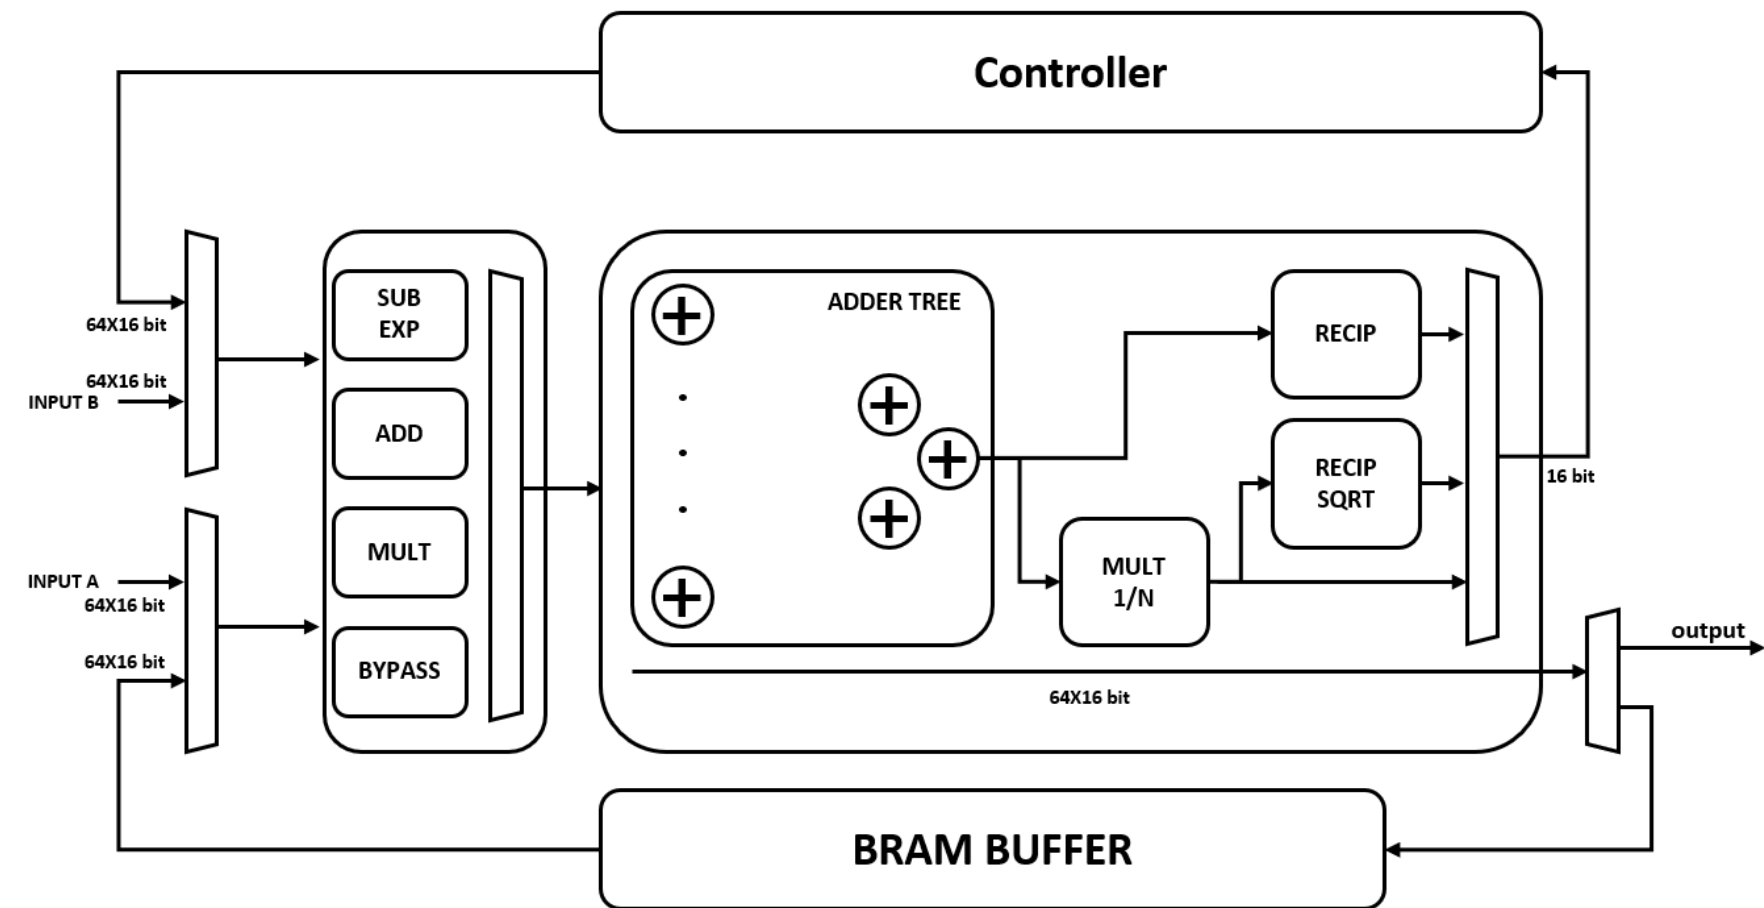 Controller
64X16 bit
64X16 bit
INPUT B
INPUT A
64X16 bit
64X16 bit
SUB
EXP
ADD
MULT
BYPASS
ADDER TREE
RECIP
RECIP
SQRT
MULT
1/N
16 bit
64X16 bit
output
BRAM BUFFER